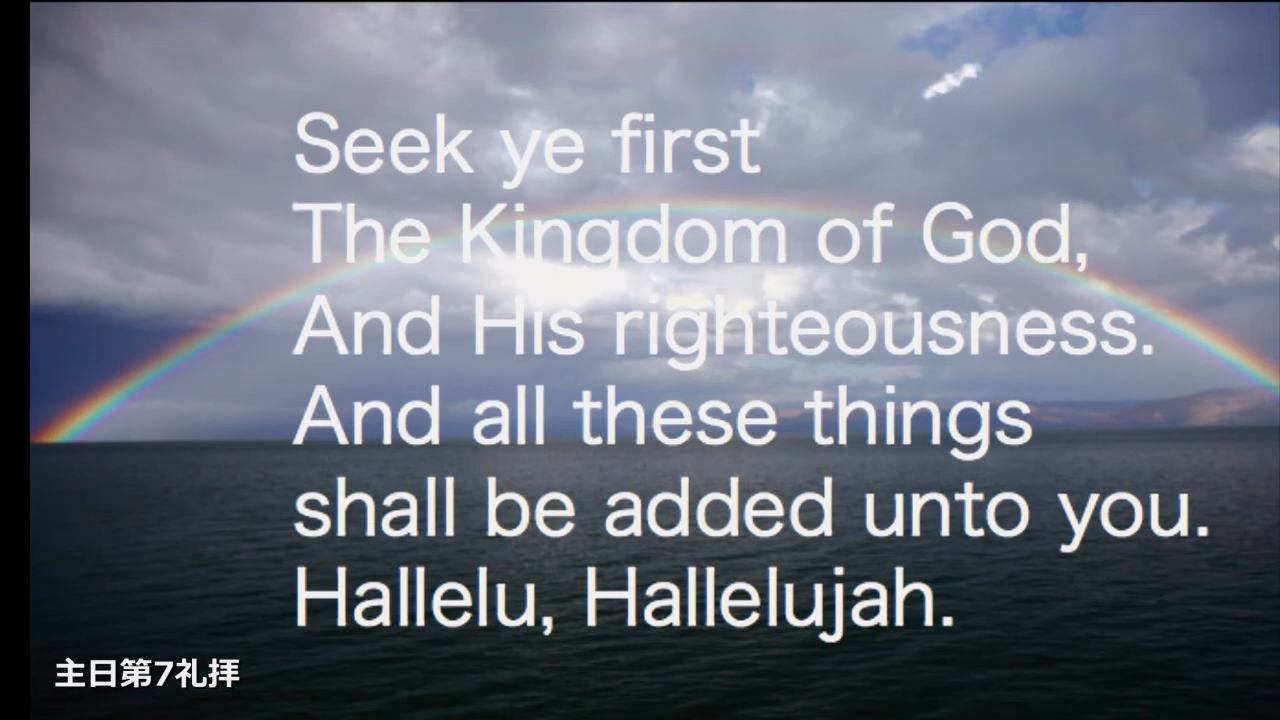 Seek ye first
The Kingdom of God,
And His righteousness.
And all these things
shall be added unto you.
Hallelu, Hallelujah.
主日第7礼拝